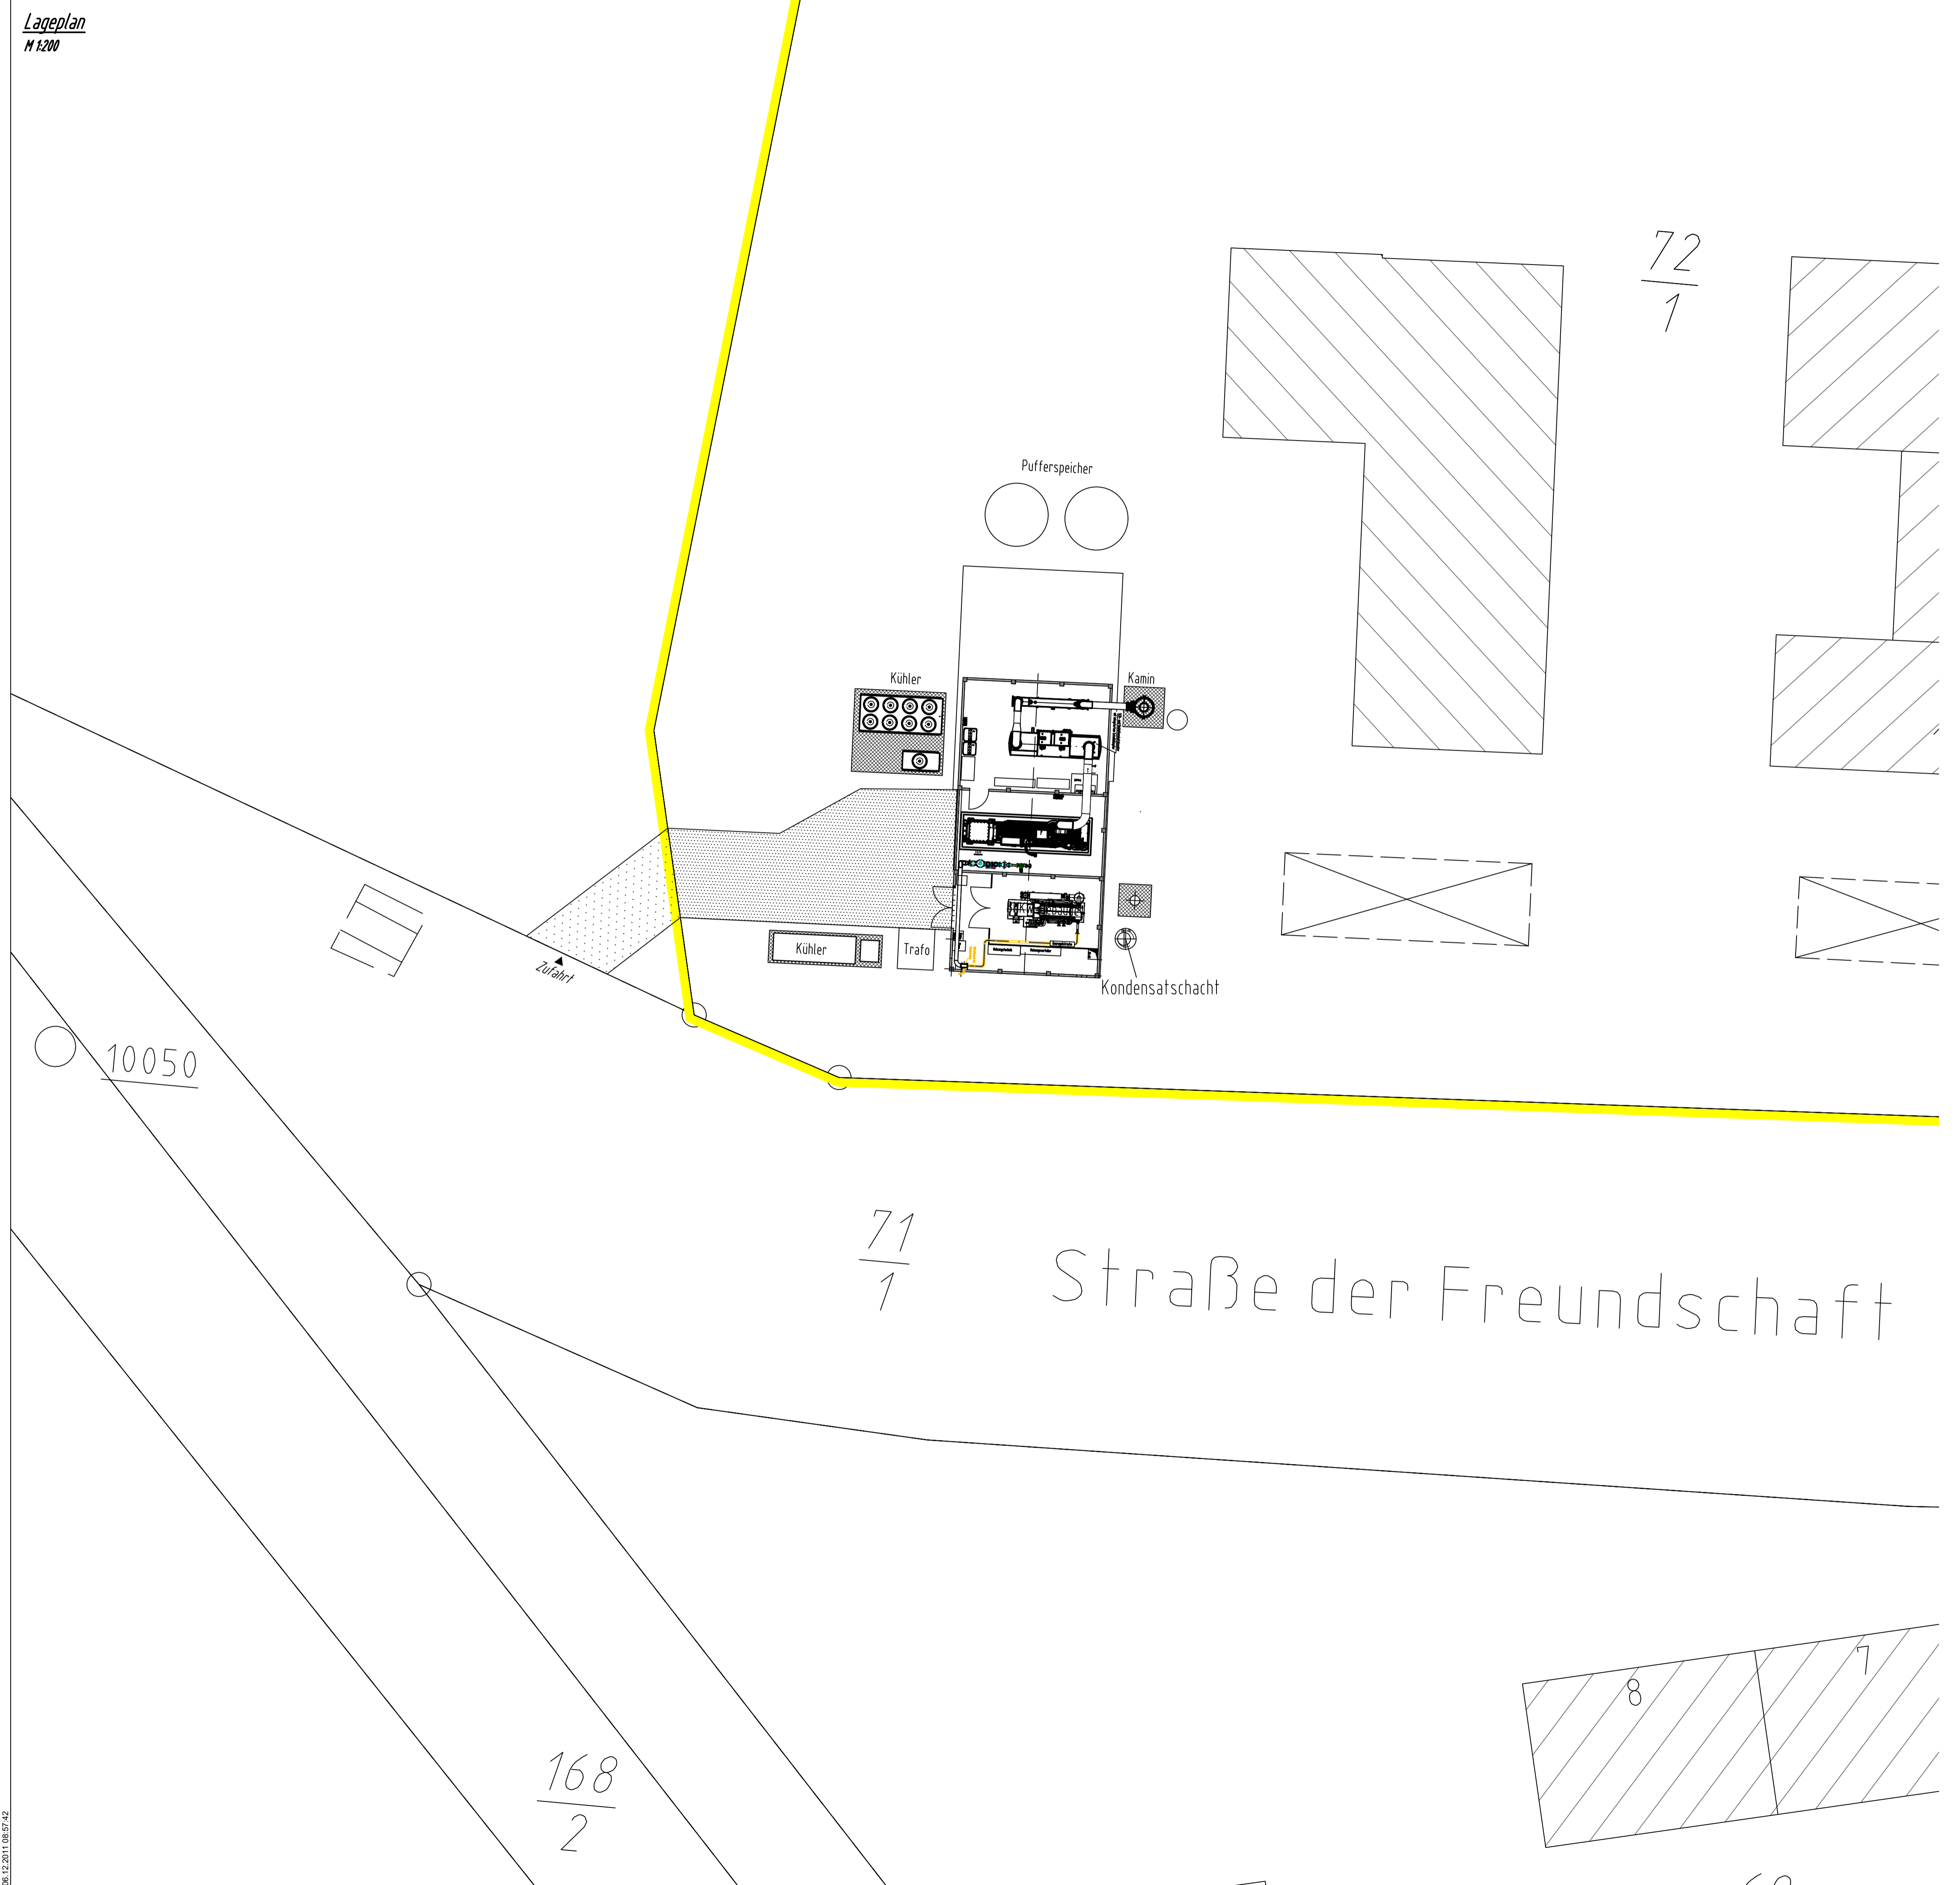 Lageplan
M 1:200
72
1
Pufferspeicher
Kühler
Kamin
Kühler
Trafo
Zufahrt
Kondensatschacht
10050
71
1
Straße der Freundschaft
7
8
168
2
06.12.2011 08:57:42